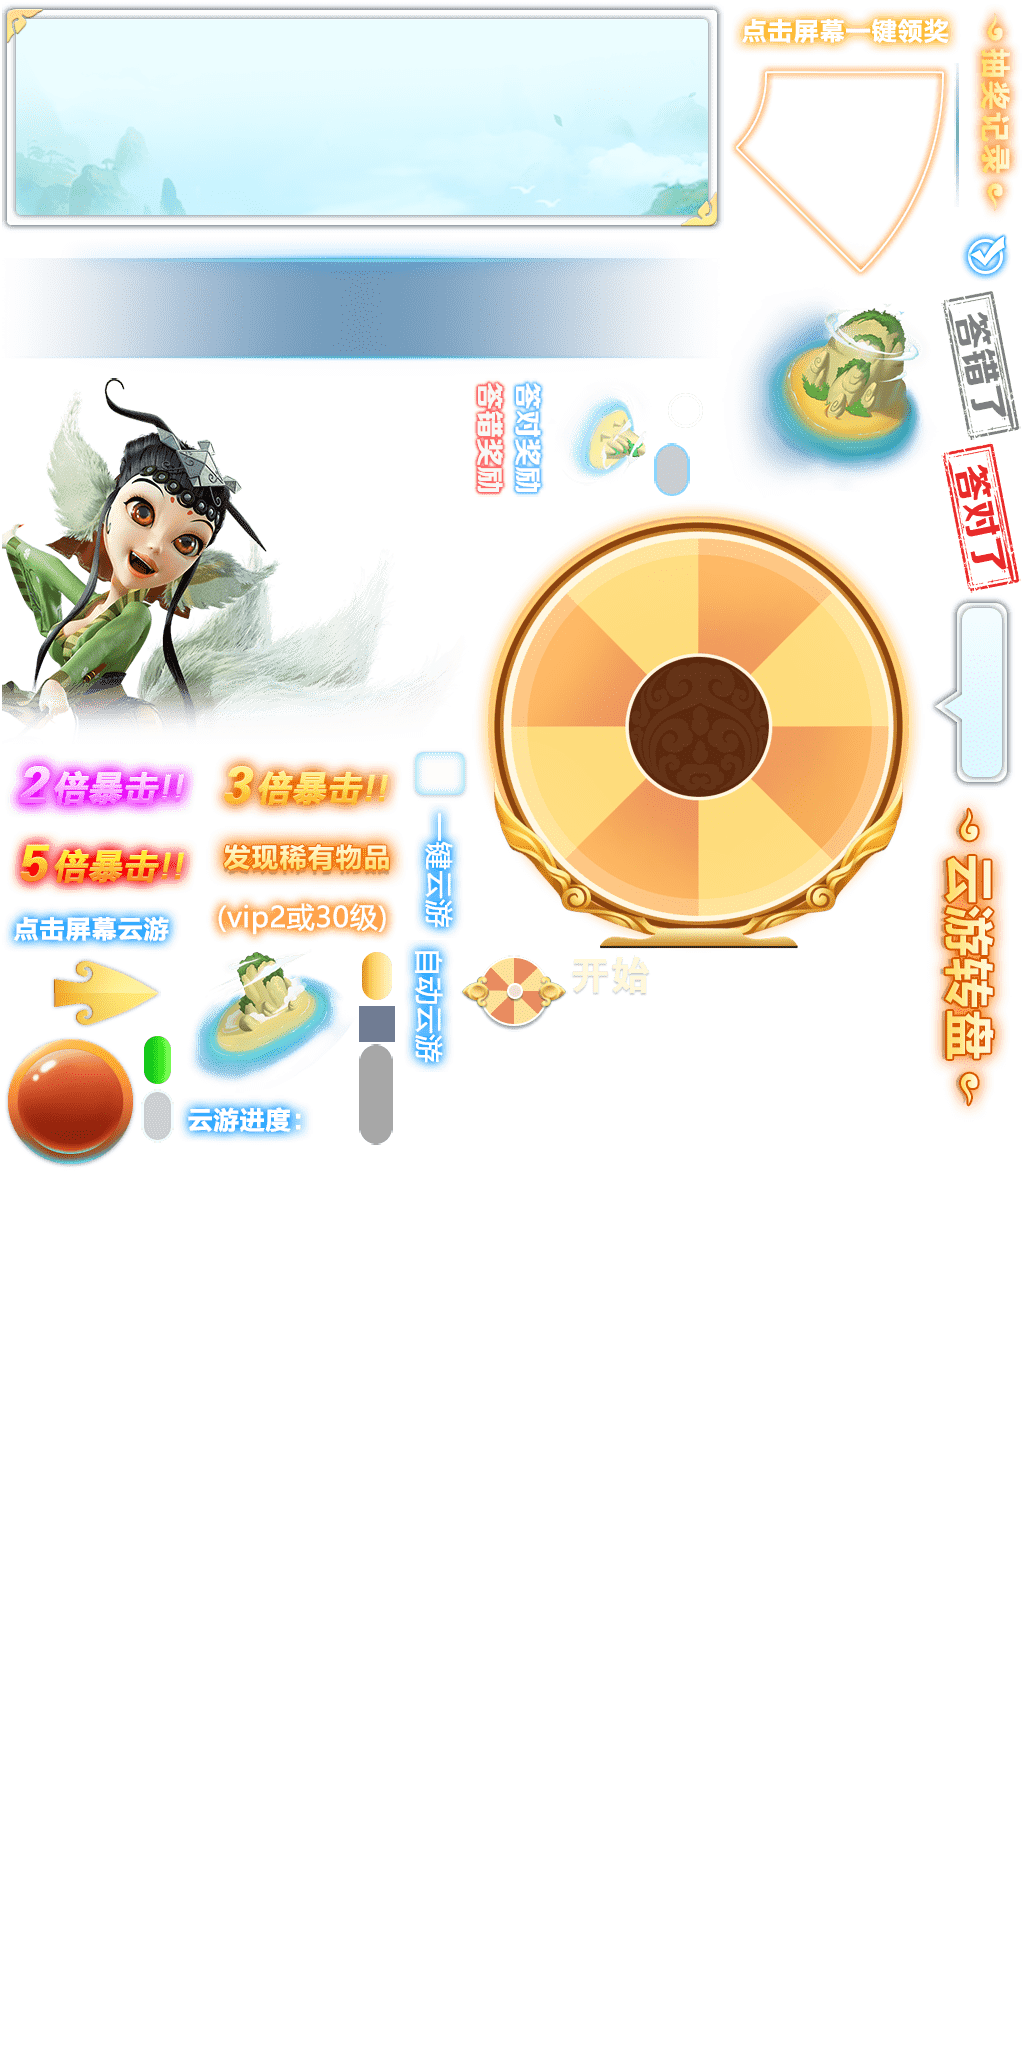 点击屏幕一键领奖
抽奖记录
答错了
答错奖励
答对奖励
答对了
2倍暴击!!
3倍暴击!!
5倍暴击!!
发现稀有物品
一键云游
点击屏幕云游
(vip2或30级)
云游转盘
自动云游
开始
云游进度: